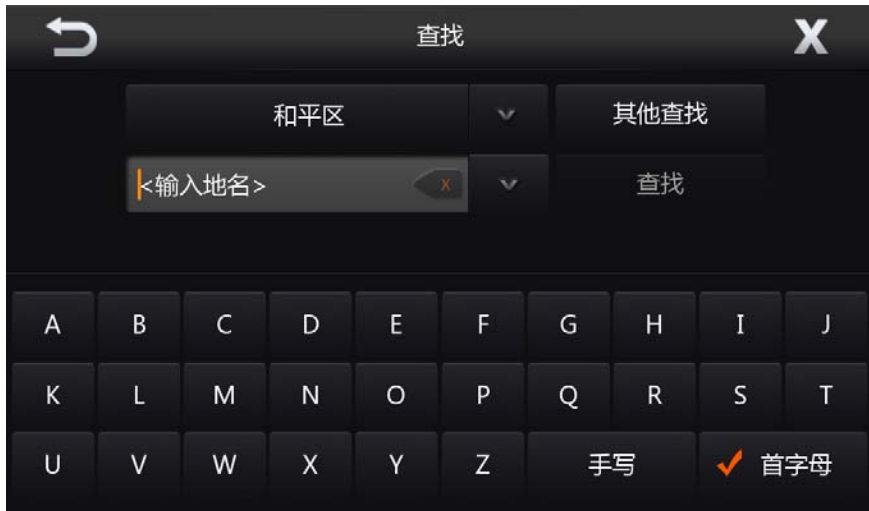 查找 X
和平区 其他查找
<输入地名> x 查找
A B C D E F G H I J
K L M N O P Q R S T
U V W X Y Z 手写 首字母